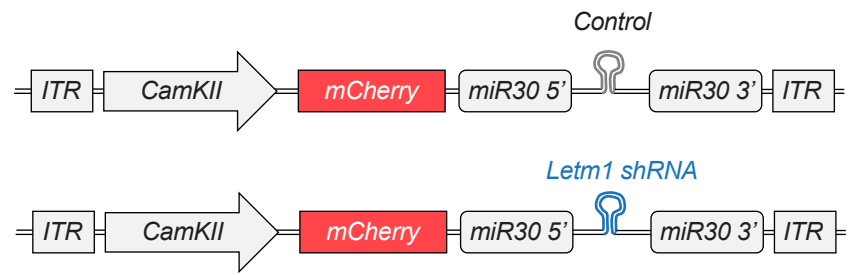 Control
ITR CamKII mCherry miR30 5' miR30 3' ITR
Letm1 shRNA
ITR CamKII mCherry miR30 5' miR30 3' ITR